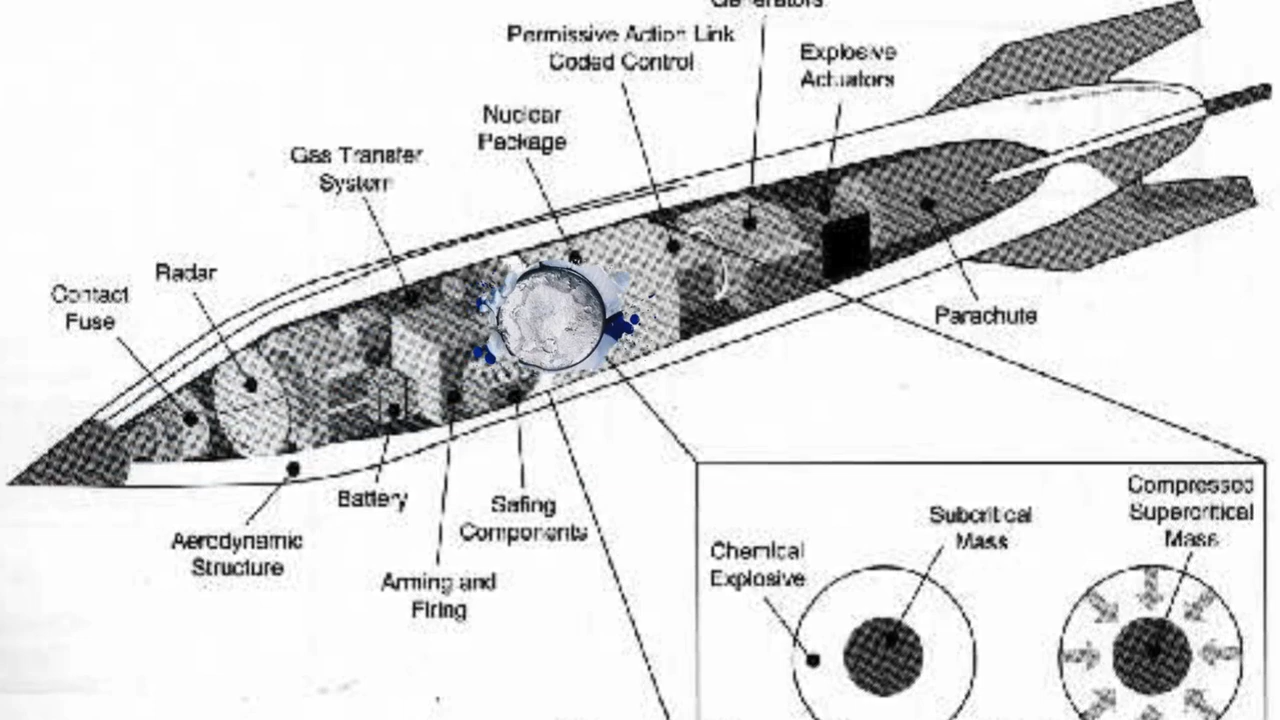 Generators
Permissive Action Link
Coded Control
Explosive
Actuators
Nuclear
Package
Gas Transfer
System
Radar
Contact
Fuse
Parachute
Battery
Safing
Components
Aerodynamic
Structure
Arming and
Firing
Chemical
Explosive
Subcritical
Mass
Compressed
Supercritical
Mass